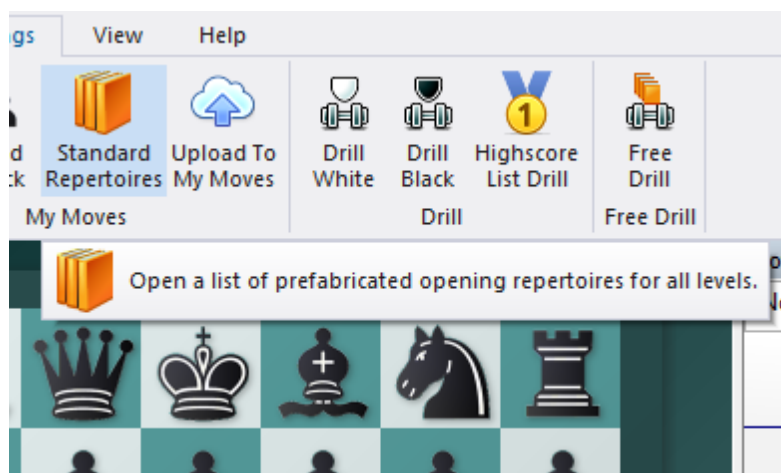 View Help
Standard Upload To Drill Drill Highscore Free
Repertoires My Moves White Black List Drill Drill
My Moves Drill Free Drill
Open a list of prefabricated opening repertoires for all levels.
1